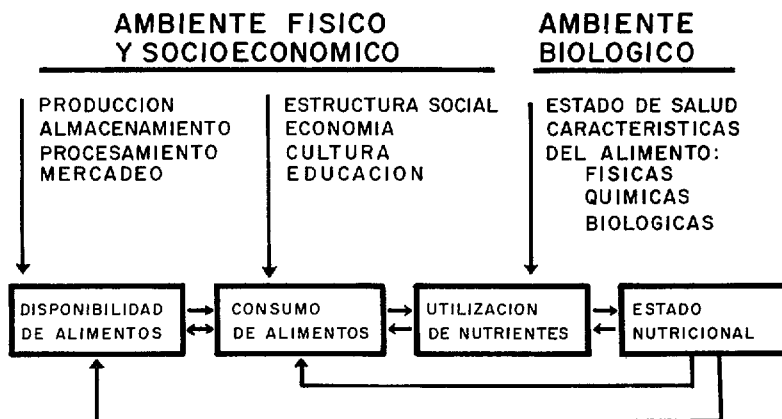 AMBIENTE FISICO
Y SOCIOECONOMICO
AMBIENTE
BIOLOGICO
PRODUCCION
ALMACENAMIENTO
PROCESAMIENTO
MERCADEO
ESTRUCTURA SOCIAL
ECONOMIA
CULTURA
EDUCACION
ESTADO DE SALUD
CARACTERISTICAS
DEL ALIMENTO:
FISICAS
QUIMICAS
BIOLOGICAS
DISPONIBILIDAD
DE ALIMENTOS
CONSUMO
DE ALIMENTOS
UTILIZACION
DE NUTRIENTES
ESTADO
NUTRICIONAL